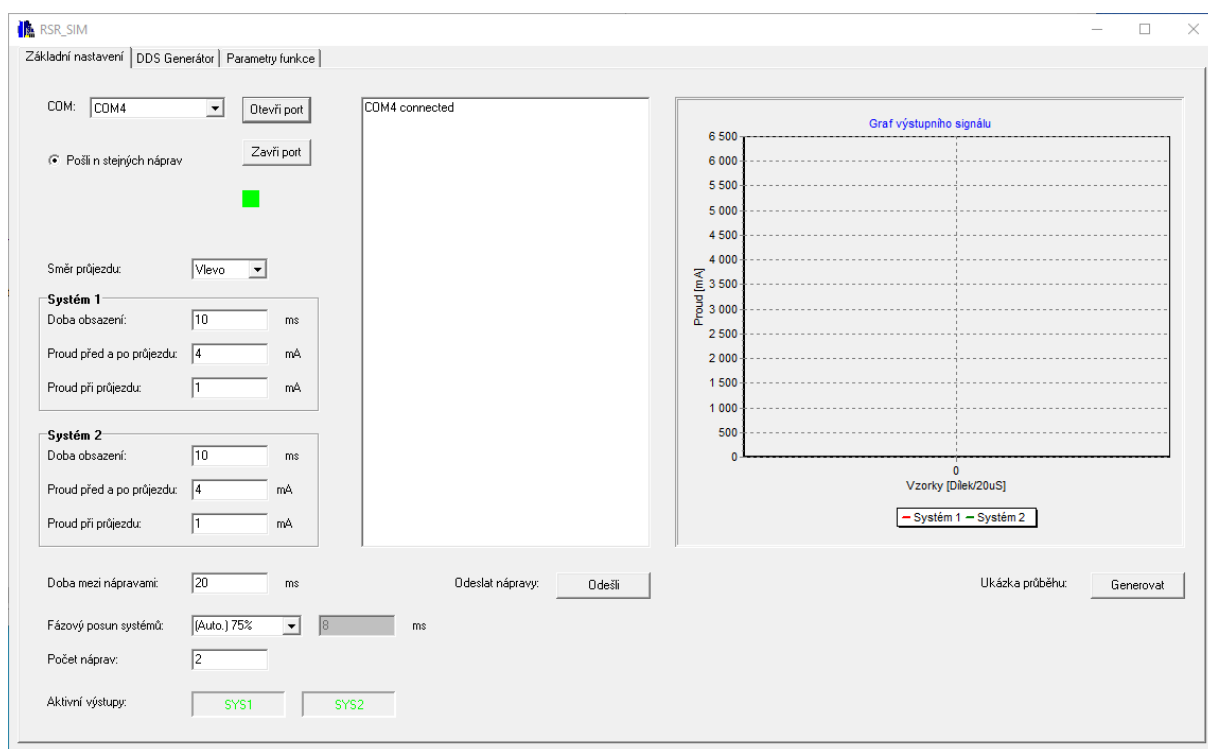 RSR_SIM
Základní nastavení DDS Generátor Parametry funkce
COM: COM4 Otevři port
Pošli n stejných náprav Zavři port
COM4 connected
Směr průjezdu: Vlevo
Systém 1
Doba obsazení: 10 ms
Proud před a po průjezdu: 4 mA
Proud při průjezdu: 1 mA
Systém 2
Doba obsazení: 10 ms
Proud před a po průjezdu: 4 mA
Proud při průjezdu: 1 mA
Doba mezi nápravami: 20 ms
Fázový posun systémů: (Auto.) 75% 8 ms
Počet náprav: 2
Aktivní výstupy: SYS1 SYS2
Odeslat nápravy: Odešli
Graf výstupního signálu
Proud [mA]
6 500
6 000
5 500
5 000
4 500
4 000
3 500
3 000
2 500
2 000
1 500
1 000
500
0
0
Vzorky [Dílek/20uS]
Systém 1 Systém 2
Ukázka průběhu: Generovat